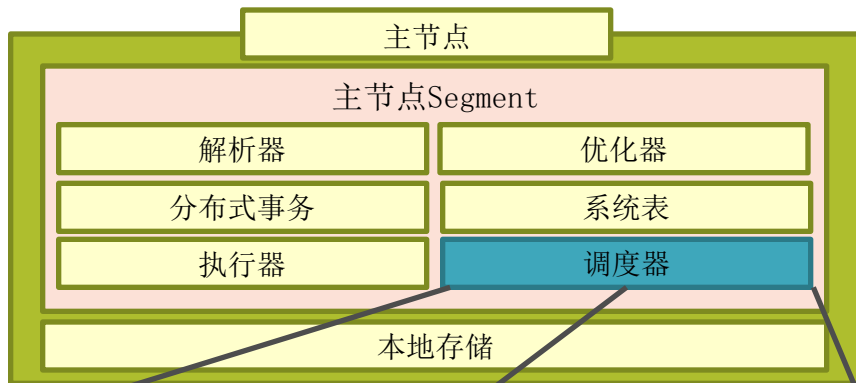 主节点
主节点Segment
解析器
优化器
分布式事务
系统表
执行器
调度器
本地存储